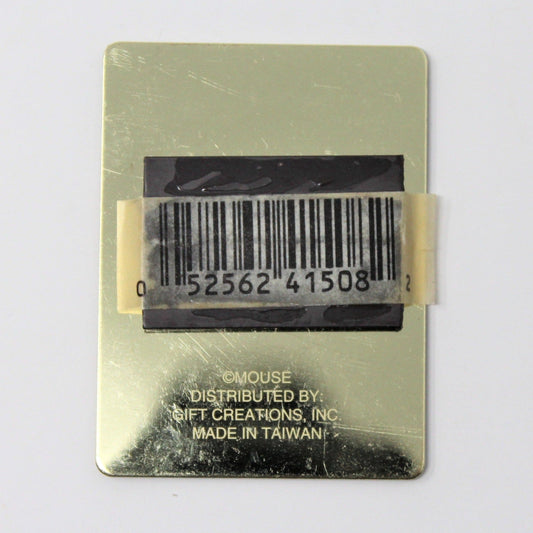 0 52562 41508 2
©MOUSE
DISTRIBUTED BY:
GIFT CREATIONS, INC.
MADE IN TAIWAN